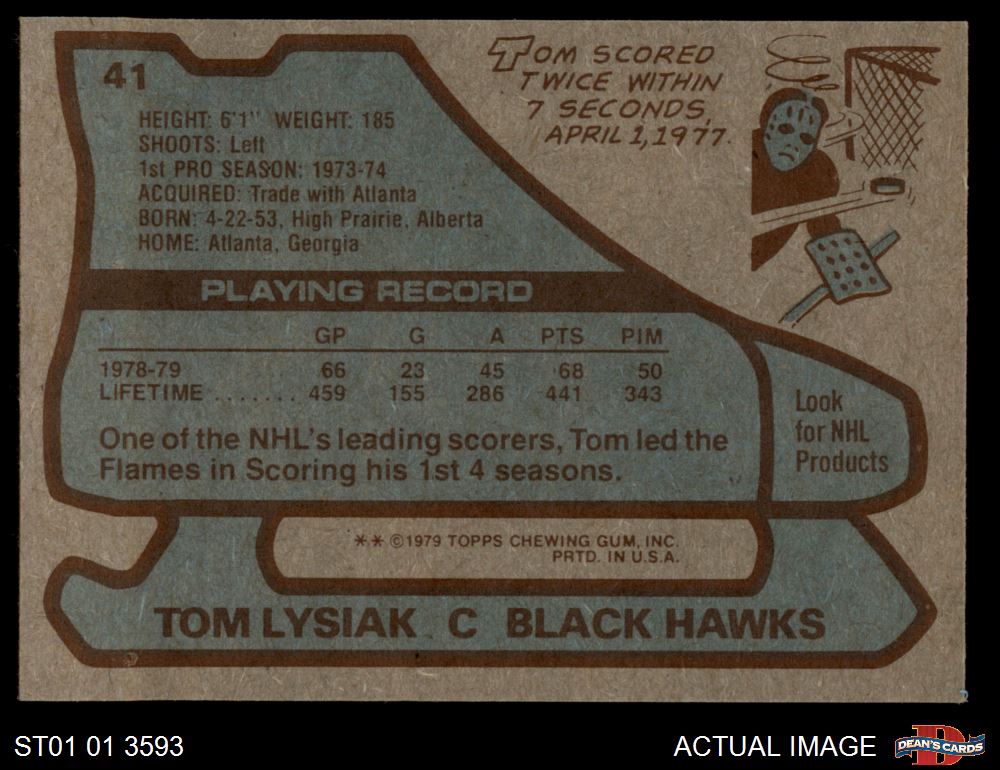 41
TOM SCORED
TWICE WITHIN
7 SECONDS,
APRIL 1, 1977.
HEIGHT: 6'1" WEIGHT: 185
SHOOTS: Left
1st PRO SEASON: 1973-74
ACQUIRED: Trade with Atlanta
BORN: 4-22-53, High Prairie, Alberta
HOME: Atlanta, Georgia
PLAYING RECORD
GP G A PTS PIM
1978-79 66 23 45 68 50
LIFETIME ....... 459 155 286 441 343
One of the NHL's leading scorers, Tom led the
Flames in Scoring his 1st 4 seasons.
Look
for NHL
Products
** ©1979 TOPPS CHEWING GUM, INC.
PRTD. IN U.S.A.
TOM LYSIAK C BLACK HAWKS
ST01 01 3593
ACTUAL IMAGE
D
DEAN'S CARDS